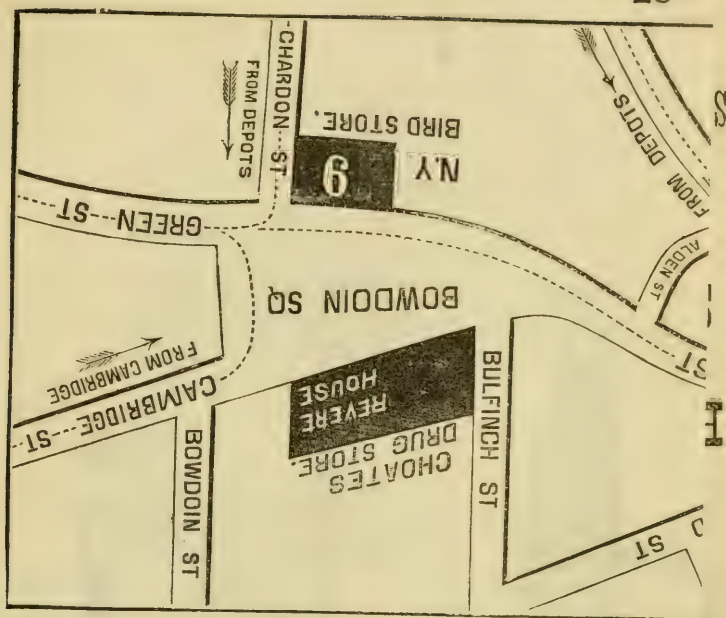 ST
BULFINCH ST
CHOATES
DRUG STORE.
REVERE
HOUSE
BOWDOIN ST
CAMBRIDGE ST
FROM CAMBRIDGE
ST
ALDEN ST
BOWDOIN SQ
GREEN ST
FROM DEPOTS
N.Y.
6
BIRD STORE.
CHARDON ST
FROM DEPOTS